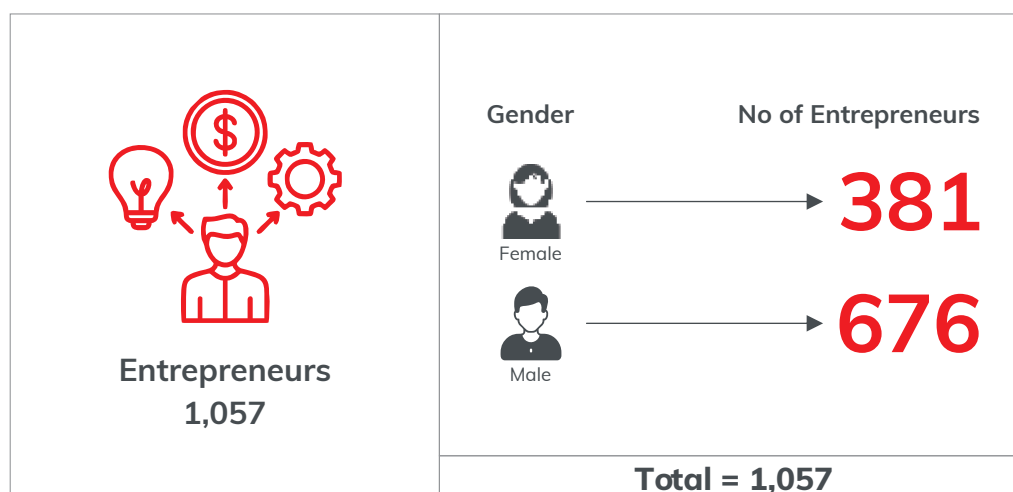 Entrepreneurs
1,057
Gender No of Entrepreneurs
Female
381
Male
676
Total = 1,057